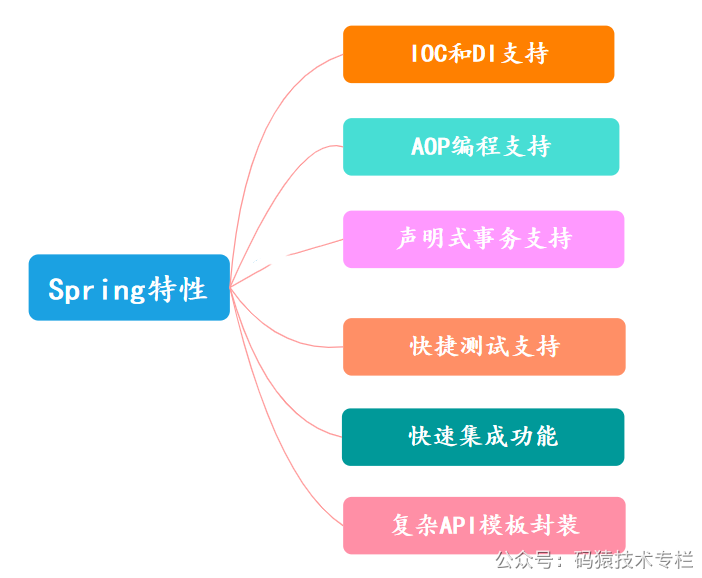 IOC和DI支持
AOP编程支持
声明式事务支持
Spring特性
快捷测试支持
快速集成功能
复杂API模板封装
公众号：码猿技术专栏